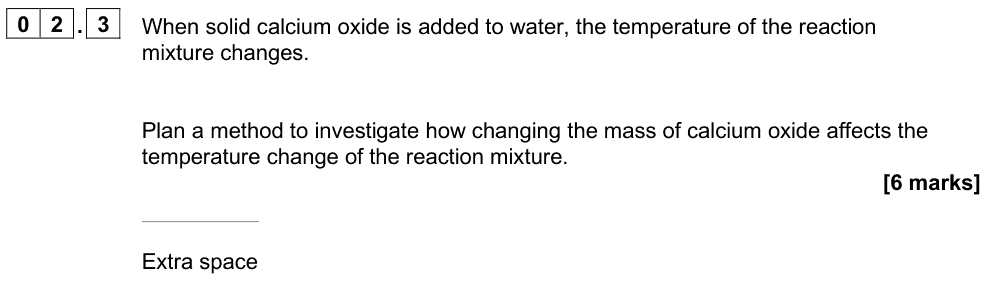 0 2 . 3 When solid calcium oxide is added to water, the temperature of the reaction
mixture changes.
Plan a method to investigate how changing the mass of calcium oxide affects the
temperature change of the reaction mixture.
[6 marks]
Extra space